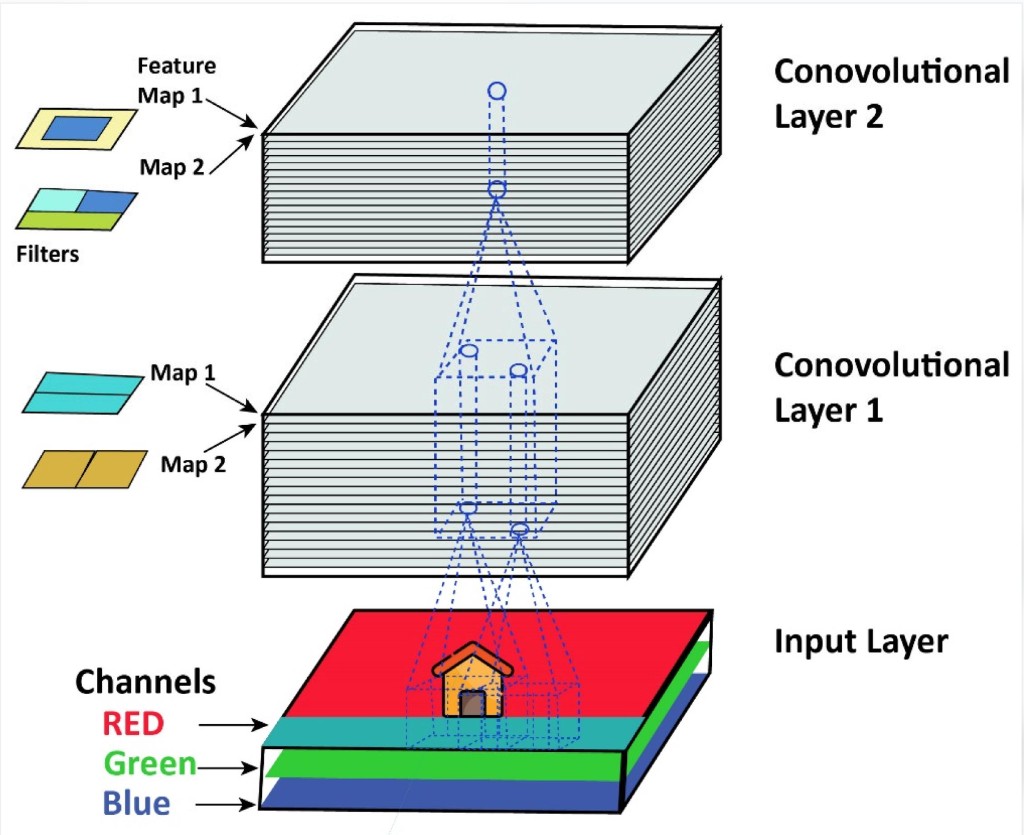 Feature
Map 1
Map 2
Filters
Conovolutional
Layer 2
Map 1
Map 2
Conovolutional
Layer 1
Input Layer
Channels
RED
Green
Blue